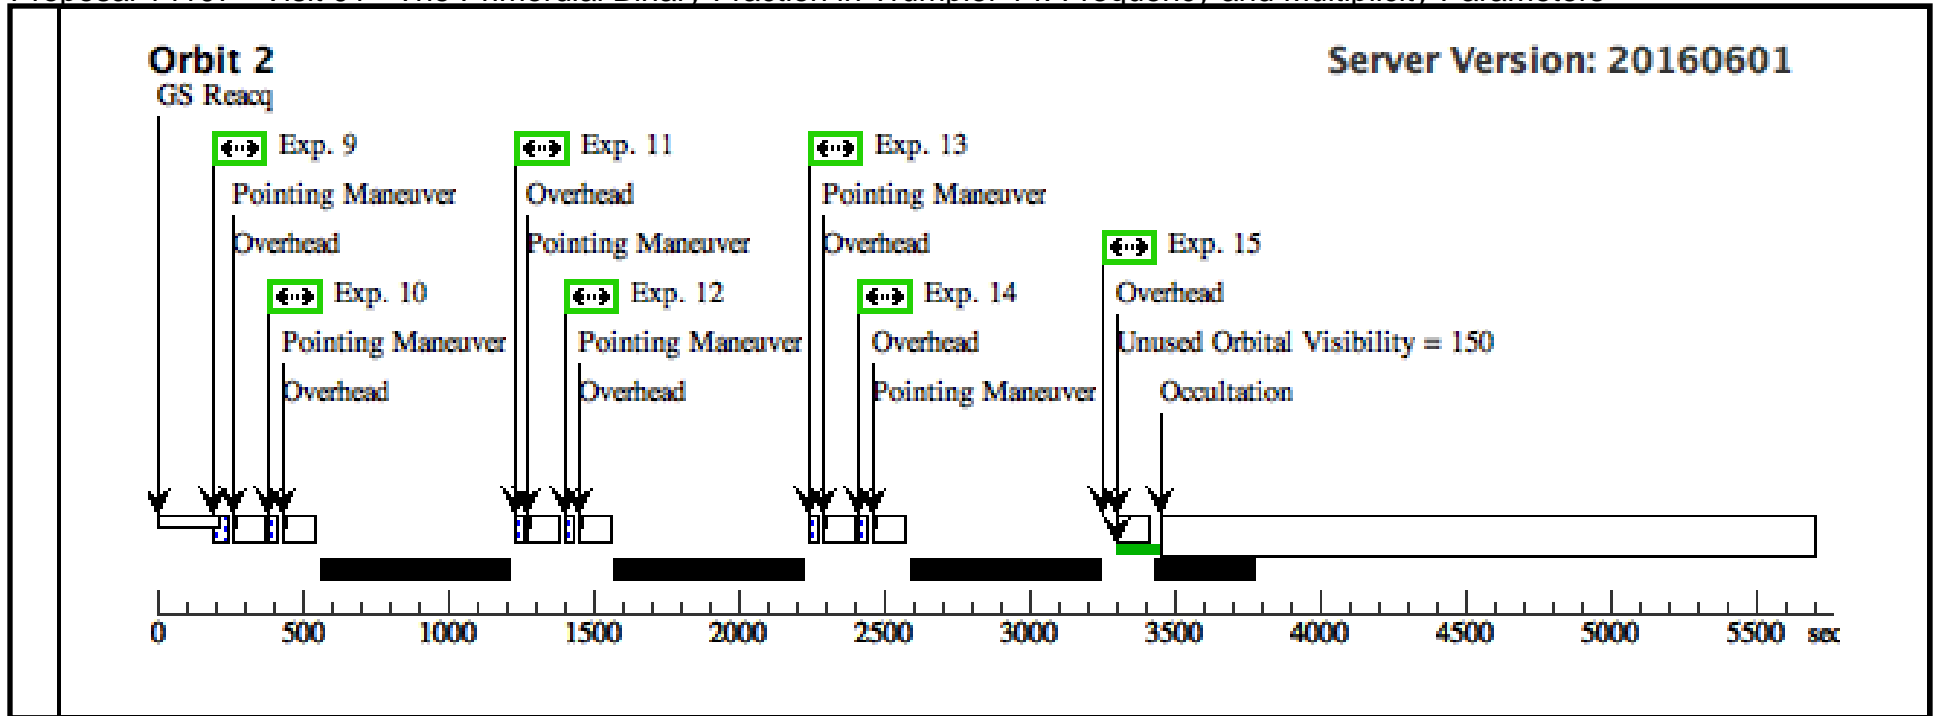 Orbit 2
Server Version: 20160601
GS Reacq
Exp. 9
Exp. 11
Exp. 13
Pointing Maneuver
Overhead
Pointing Maneuver
Overhead
Pointing Maneuver
Overhead
Exp. 15
Exp. 10
Exp. 12
Exp. 14
Overhead
Pointing Maneuver
Pointing Maneuver
Overhead
Unused Orbital Visibility = 150
Overhead
Overhead
Pointing Maneuver
Occultation
0 500 1000 1500 2000 2500 3000 3500 4000 4500 5000 5500 sec